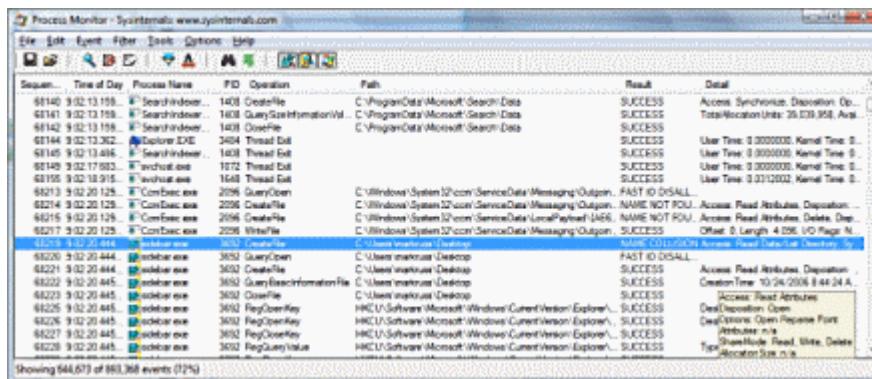 Process Monitor - Sysinternals: www.sysinternals.com
File Edit Event Filter Tools Options Help
Sequen... Time of Day Process Name PID Operation Path Result Detail
68140 9:02:13.159... SearchIndexer... 1408 CreateFile C:\ProgramData\Microsoft\Search\Data SUCCESS Access: Synchronize, Disposition: Op...
68141 9:02:13.159... SearchIndexer... 1408 QuerySizeInformationVol... C:\ProgramData\Microsoft\Search\Data SUCCESS TotalAllocationUnits: 39,039,958, Avai...
68142 9:02:13.159... SearchIndexer... 1408 CloseFile C:\ProgramData\Microsoft\Search\Data SUCCESS
68144 9:02:13.362... Explorer.EXE 3484 Thread Exit SUCCESS User Time: 0.0000000, Kernel Time: 0...
68145 9:02:13.486... SearchIndexer... 1408 Thread Exit SUCCESS User Time: 0.0000000, Kernel Time: 0...
68149 9:02:17.683... svchost.exe 1072 Thread Exit SUCCESS User Time: 0.0000000, Kernel Time: 0...
68155 9:02:18.915... svchost.exe 1648 Thread Exit SUCCESS User Time: 0.0312002, Kernel Time: 0...
68213 9:02:20.129... CcmExec.exe 2096 QueryOpen C:\Windows\System32\ccm\ServiceData\Messaging\Outgoin... FAST IO DISALL...
68214 9:02:20.129... CcmExec.exe 2096 CreateFile C:\Windows\System32\ccm\ServiceData\Messaging\Outgoin... NAME NOT FOU... Access: Read Attributes, Disposition: ...
68215 9:02:20.129... CcmExec.exe 2096 CreateFile C:\Windows\System32\ccm\ServiceData\LocalPayload\ NAME NOT FOU... Access: Read Attributes, Delete, Disp...
68217 9:02:20.129... CcmExec.exe 2096 WriteFile C:\Windows\System32\ccm\ServiceData\Messaging\Outgoin... SUCCESS Offset: 0, Length: 4,096, I/O Flags: N...
68219 9:02:20.444... sidebar.exe 3692 CreateFile C:\Users\markruss\Desktop NAME COLLISION Access: Read Data/List Directory, Sy...
68220 9:02:20.444... sidebar.exe 3692 QueryOpen C:\Users\markruss\Desktop FAST IO DISALL...
68221 9:02:20.444... sidebar.exe 3692 CreateFile C:\Users\markruss\Desktop SUCCESS Access: Read Attributes, Disposition: ...
68222 9:02:20.445... sidebar.exe 3692 QueryBasicInformationFile C:\Users\markruss\Desktop SUCCESS CreationTime: 10/24/2006 8:44:24 A...
68223 9:02:20.445... sidebar.exe 3692 CloseFile C:\Users\markruss\Desktop SUCCESS
68225 9:02:20.445... sidebar.exe 3692 RegOpenKey HKCU\Software\Microsoft\Windows\CurrentVersion\Explorer\... SUCCESS Des
68226 9:02:20.445... sidebar.exe 3692 RegOpenKey HKCU\Software\Microsoft\Windows\CurrentVersion\Explorer\... SUCCESS Des
68227 9:02:20.445... sidebar.exe 3692 RegCloseKey HKCU\Software\Microsoft\Windows\CurrentVersion\Explorer\... SUCCESS
68228 9:02:20.445... sidebar.exe 3692 RegQueryValue HKCU\Software\Microsoft\Windows\CurrentVersion\Explorer\... SUCCESS Typ
Access: Read Attributes
Disposition: Open
Options: Open Reparse Point
Attributes: n/a
ShareMode: Read, Write, Delete
AllocationSize: n/a
Showing 644,673 of 893,368 events (72%)